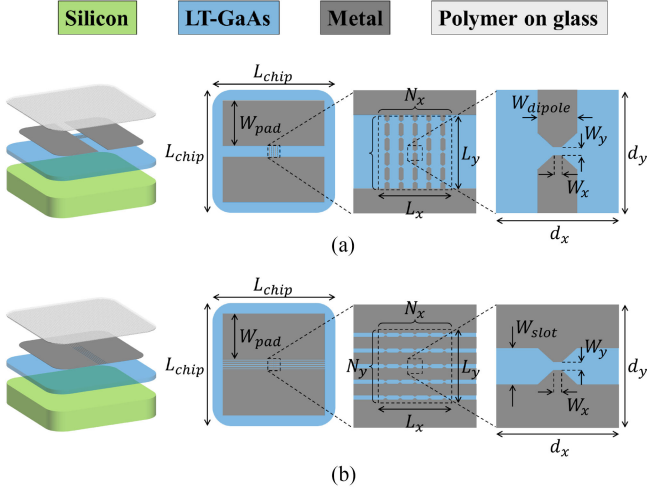 Silicon LT-GaAs Metal Polymer on glass
L_chip
L_chip
W_pad
N_x
L_y
L_x
W_dipole
W_y
W_x
d_y
d_x
(a)
L_chip
L_chip
W_pad
N_x
N_y
L_y
L_x
W_slot
W_y
W_x
d_y
d_x
(b)